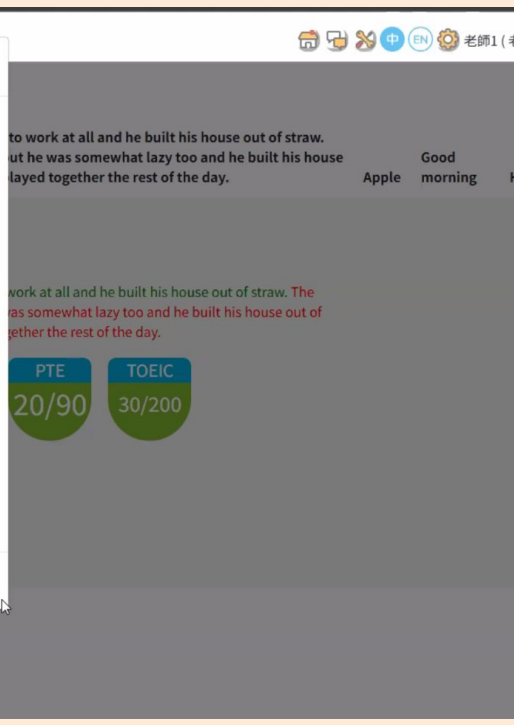 中 EN 老師1 (
to work at all and he built his house out of straw.
ut he was somewhat lazy too and he built his house
layed together the rest of the day.
Apple
Good
morning
work at all and he built his house out of straw. The
as somewhat lazy too and he built his house out of
gether the rest of the day.
PTE
20/90
TOEIC
30/200